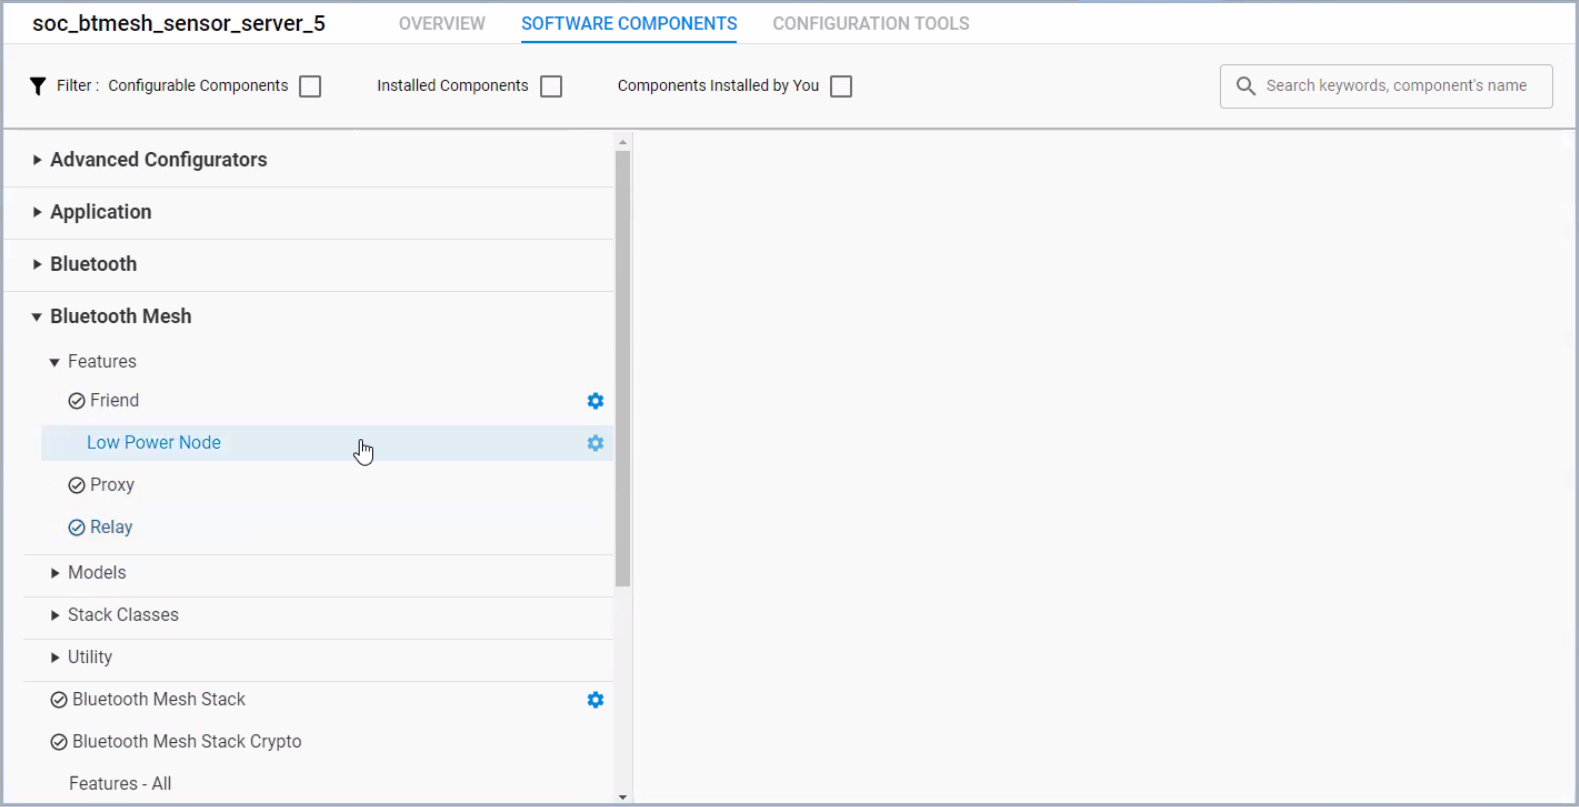 soc_btmesh_sensor_server_5 OVERVIEW SOFTWARE COMPONENTS CONFIGURATION TOOLS
Filter : Configurable Components Installed Components Components Installed by You Search keywords, component's name
Advanced Configurators
Application
Bluetooth
Bluetooth Mesh
Features
Friend
Low Power Node
Proxy
Relay
Models
Stack Classes
Utility
Bluetooth Mesh Stack
Bluetooth Mesh Stack Crypto
Features - All